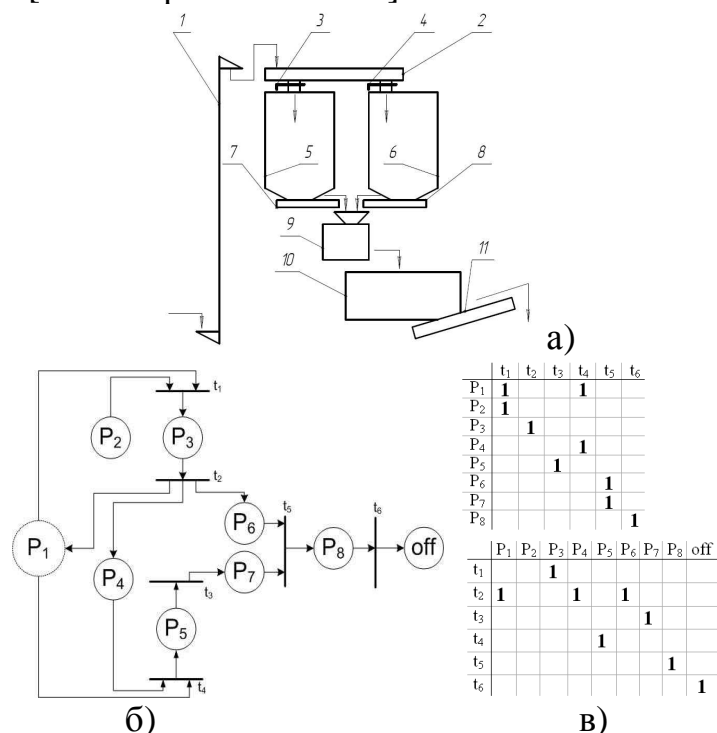 1
3
4
2
7
5
6
8
9
10
11
а)
t₁
P₂
P₃
t₂
P₁
P₄
P₆
t₅
t₆
P₈
off
P₇
t₃
P₅
t₄
б)
t₁ t₂ t₃ t₄ t₅ t₆
P₁ 1 1
P₂ 1
P₃ 1
P₄ 1
P₅ 1
P₆ 1
P₇ 1
P₈ 1
P₁ P₂ P₃ P₄ P₅ P₆ P₇ P₈ off
t₁ 1
t₂ 1 1 1
t₃ 1
t₄ 1
t₅ 1
t₆ 1
в)